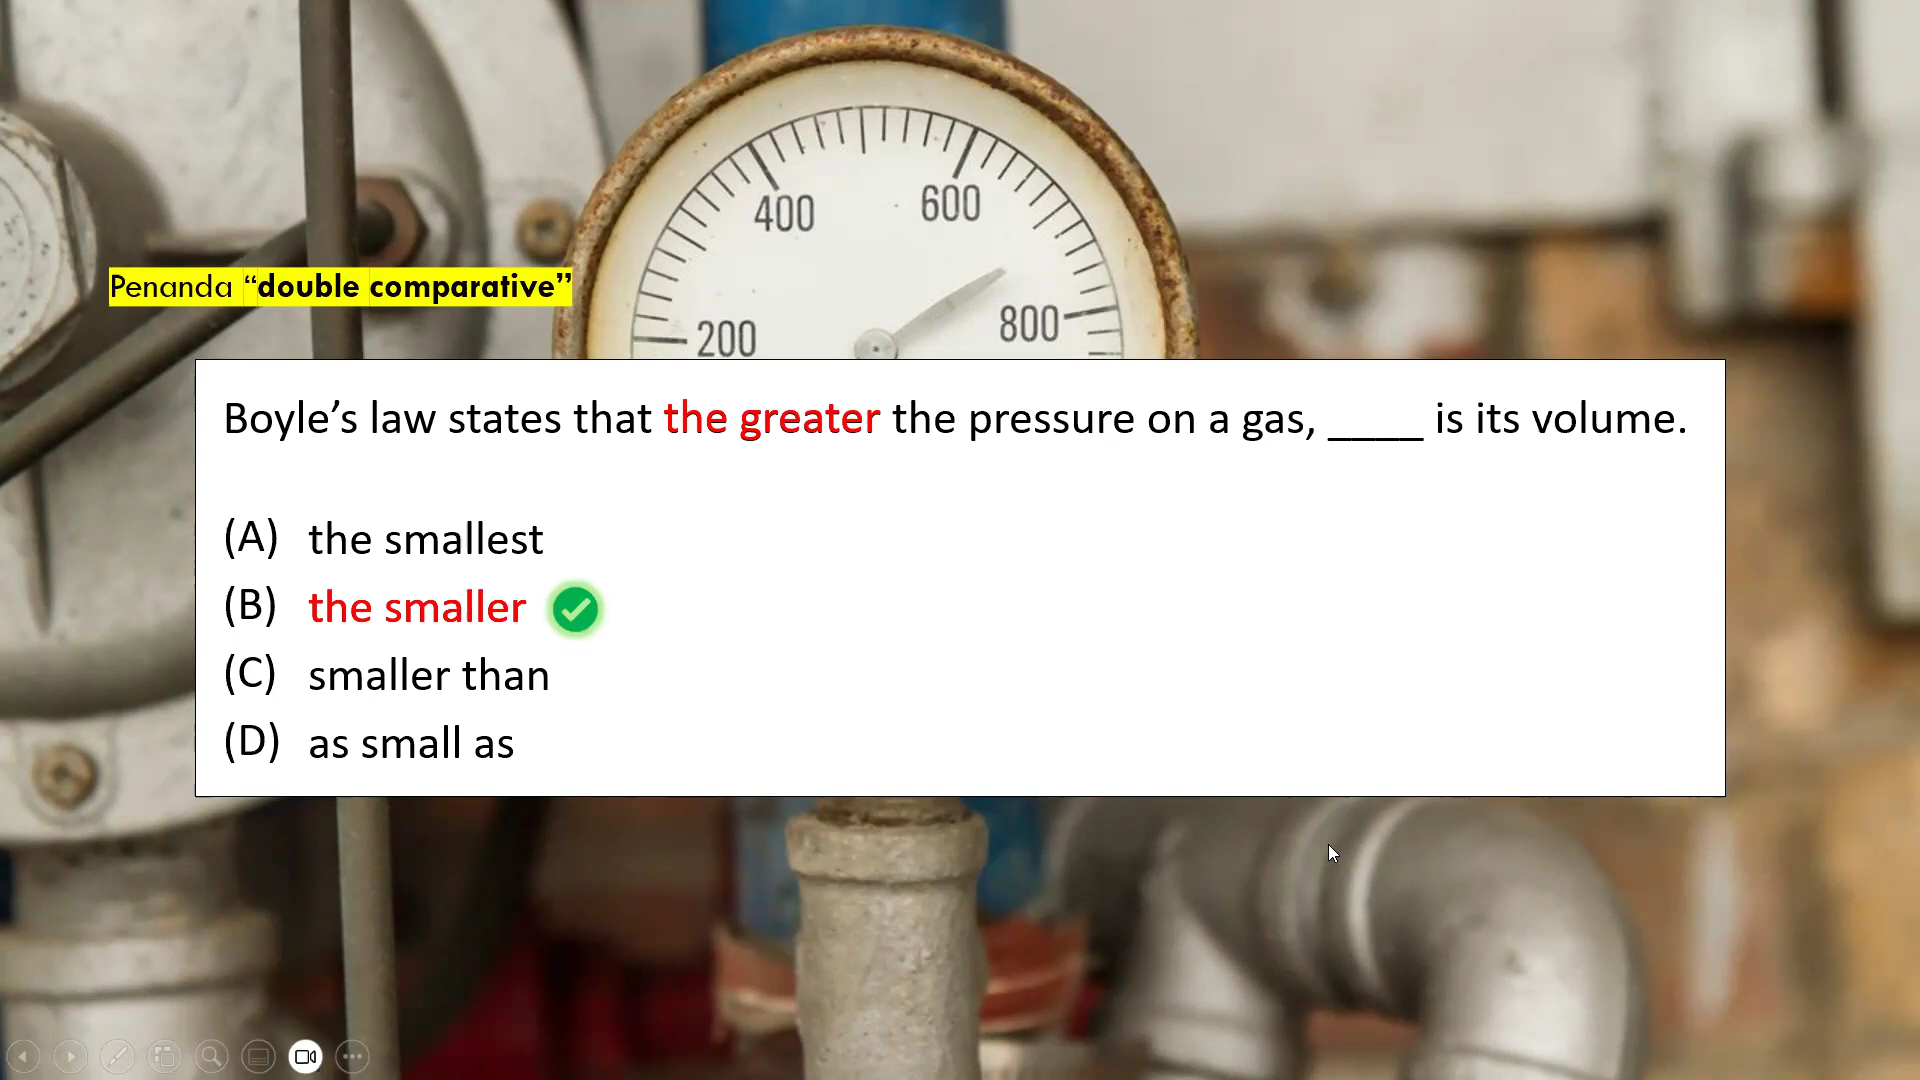 400
600
200
800
Penanda “double comparative”
Boyle’s law states that the greater the pressure on a gas, ____ is its volume.
(A) the smallest
(B) the smaller
(C) smaller than
(D) as small as